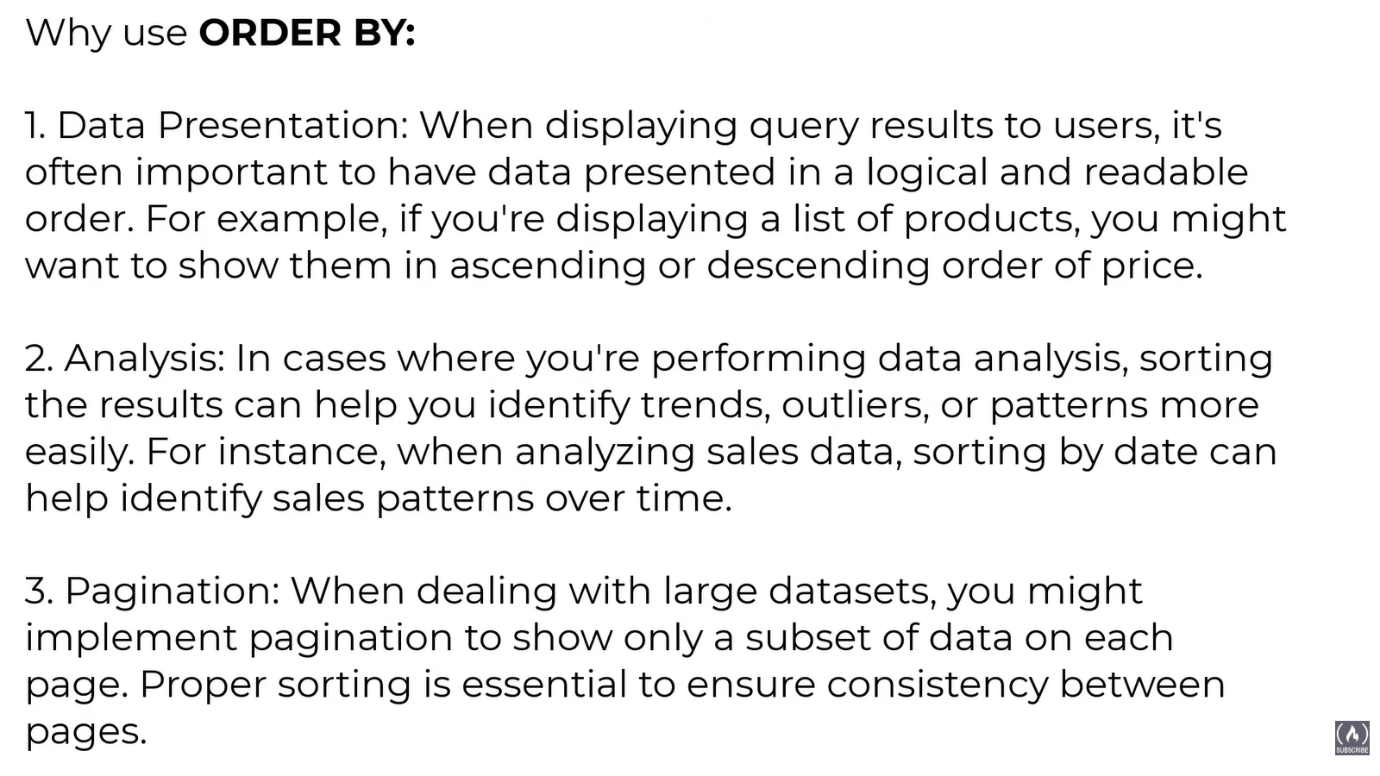 Why use ORDER BY:
1. Data Presentation: When displaying query results to users, it's
often important to have data presented in a logical and readable
order. For example, if you're displaying a list of products, you might
want to show them in ascending or descending order of price.
2. Analysis: In cases where you're performing data analysis, sorting
the results can help you identify trends, outliers, or patterns more
easily. For instance, when analyzing sales data, sorting by date can
help identify sales patterns over time.
3. Pagination: When dealing with large datasets, you might
implement pagination to show only a subset of data on each
page. Proper sorting is essential to ensure consistency between
pages.
SUBSCRIBE